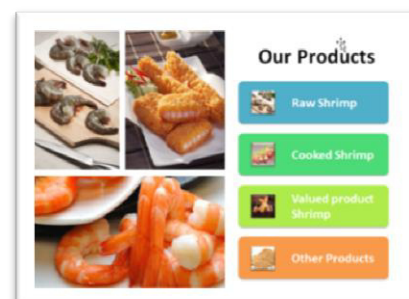 Our Products
Raw Shrimp
Cooked Shrimp
Valued product
Shrimp
Other Products